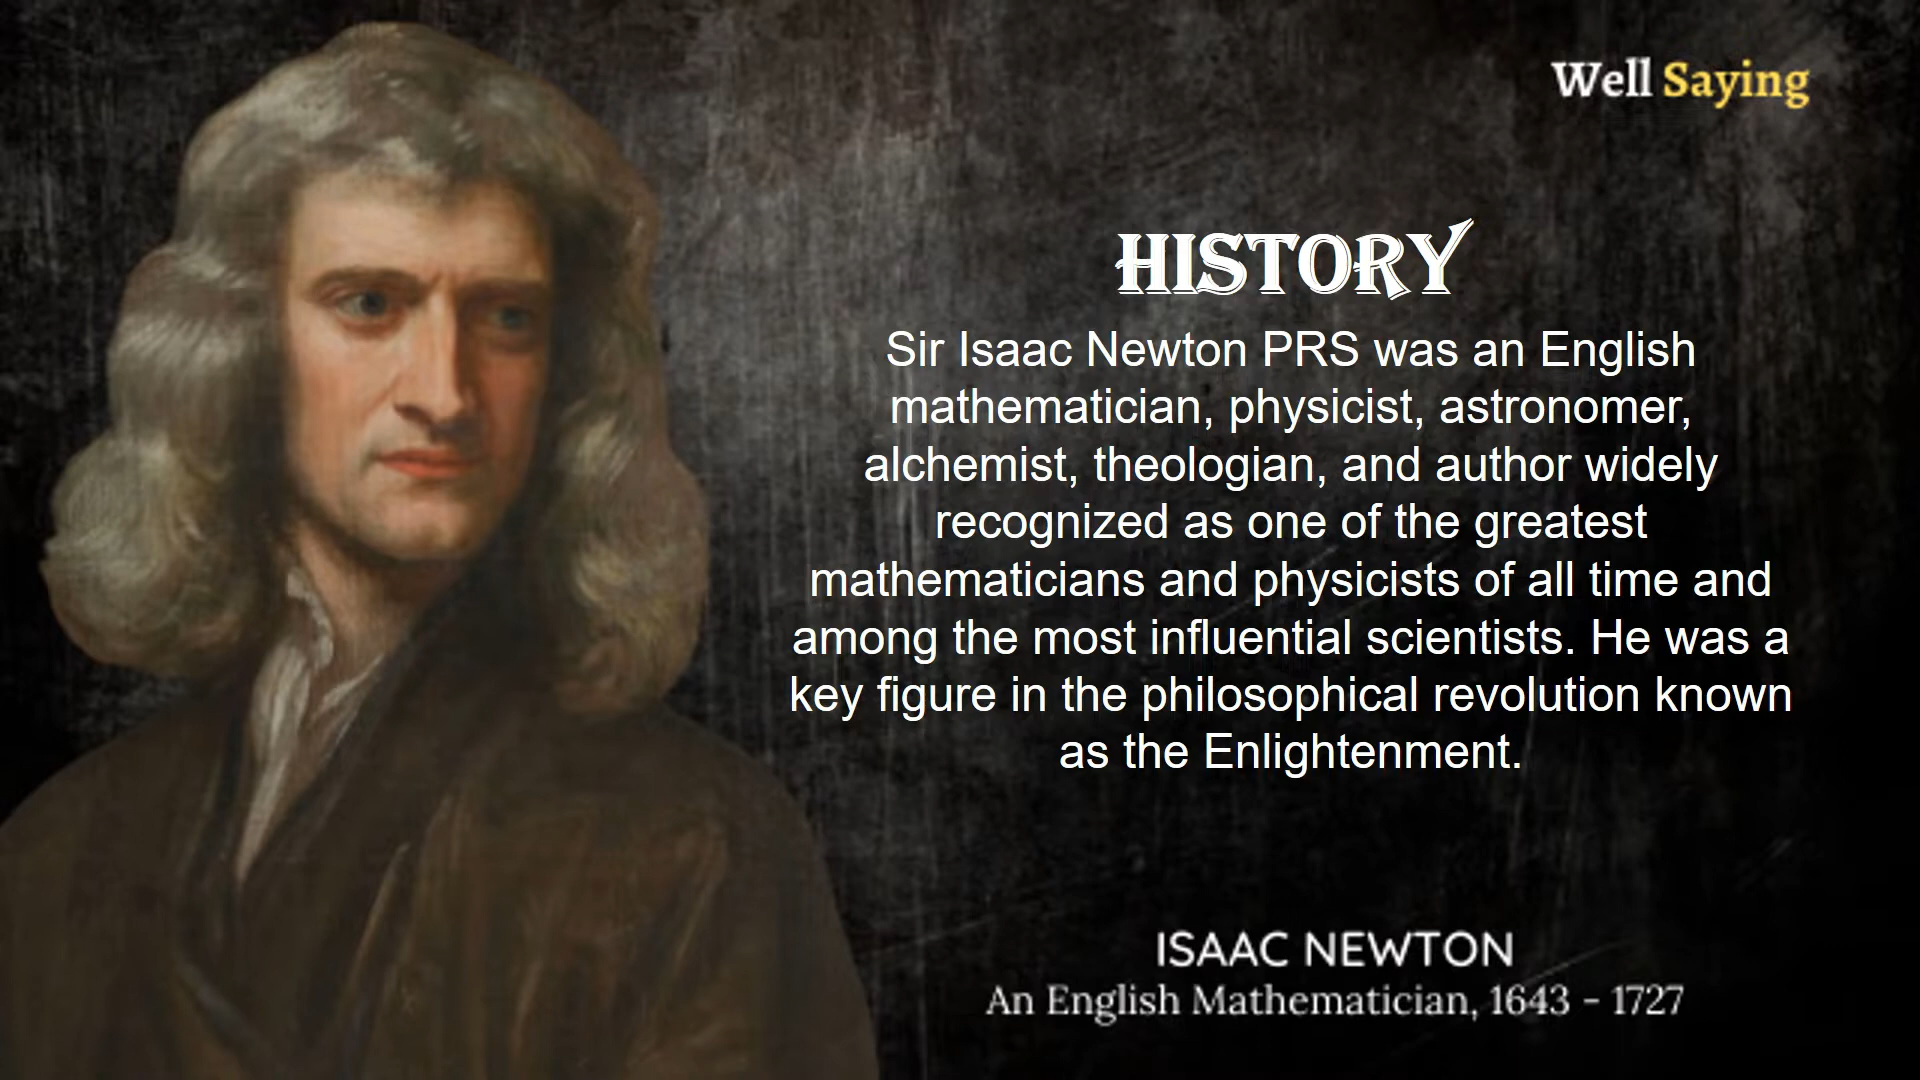 Well Saying
HISTORY
Sir Isaac Newton PRS was an English
mathematician, physicist, astronomer,
alchemist, theologian, and author widely
recognized as one of the greatest
mathematicians and physicists of all time and
among the most influential scientists. He was a
key figure in the philosophical revolution known
as the Enlightenment.
ISAAC NEWTON
An English Mathematician, 1643 - 1727